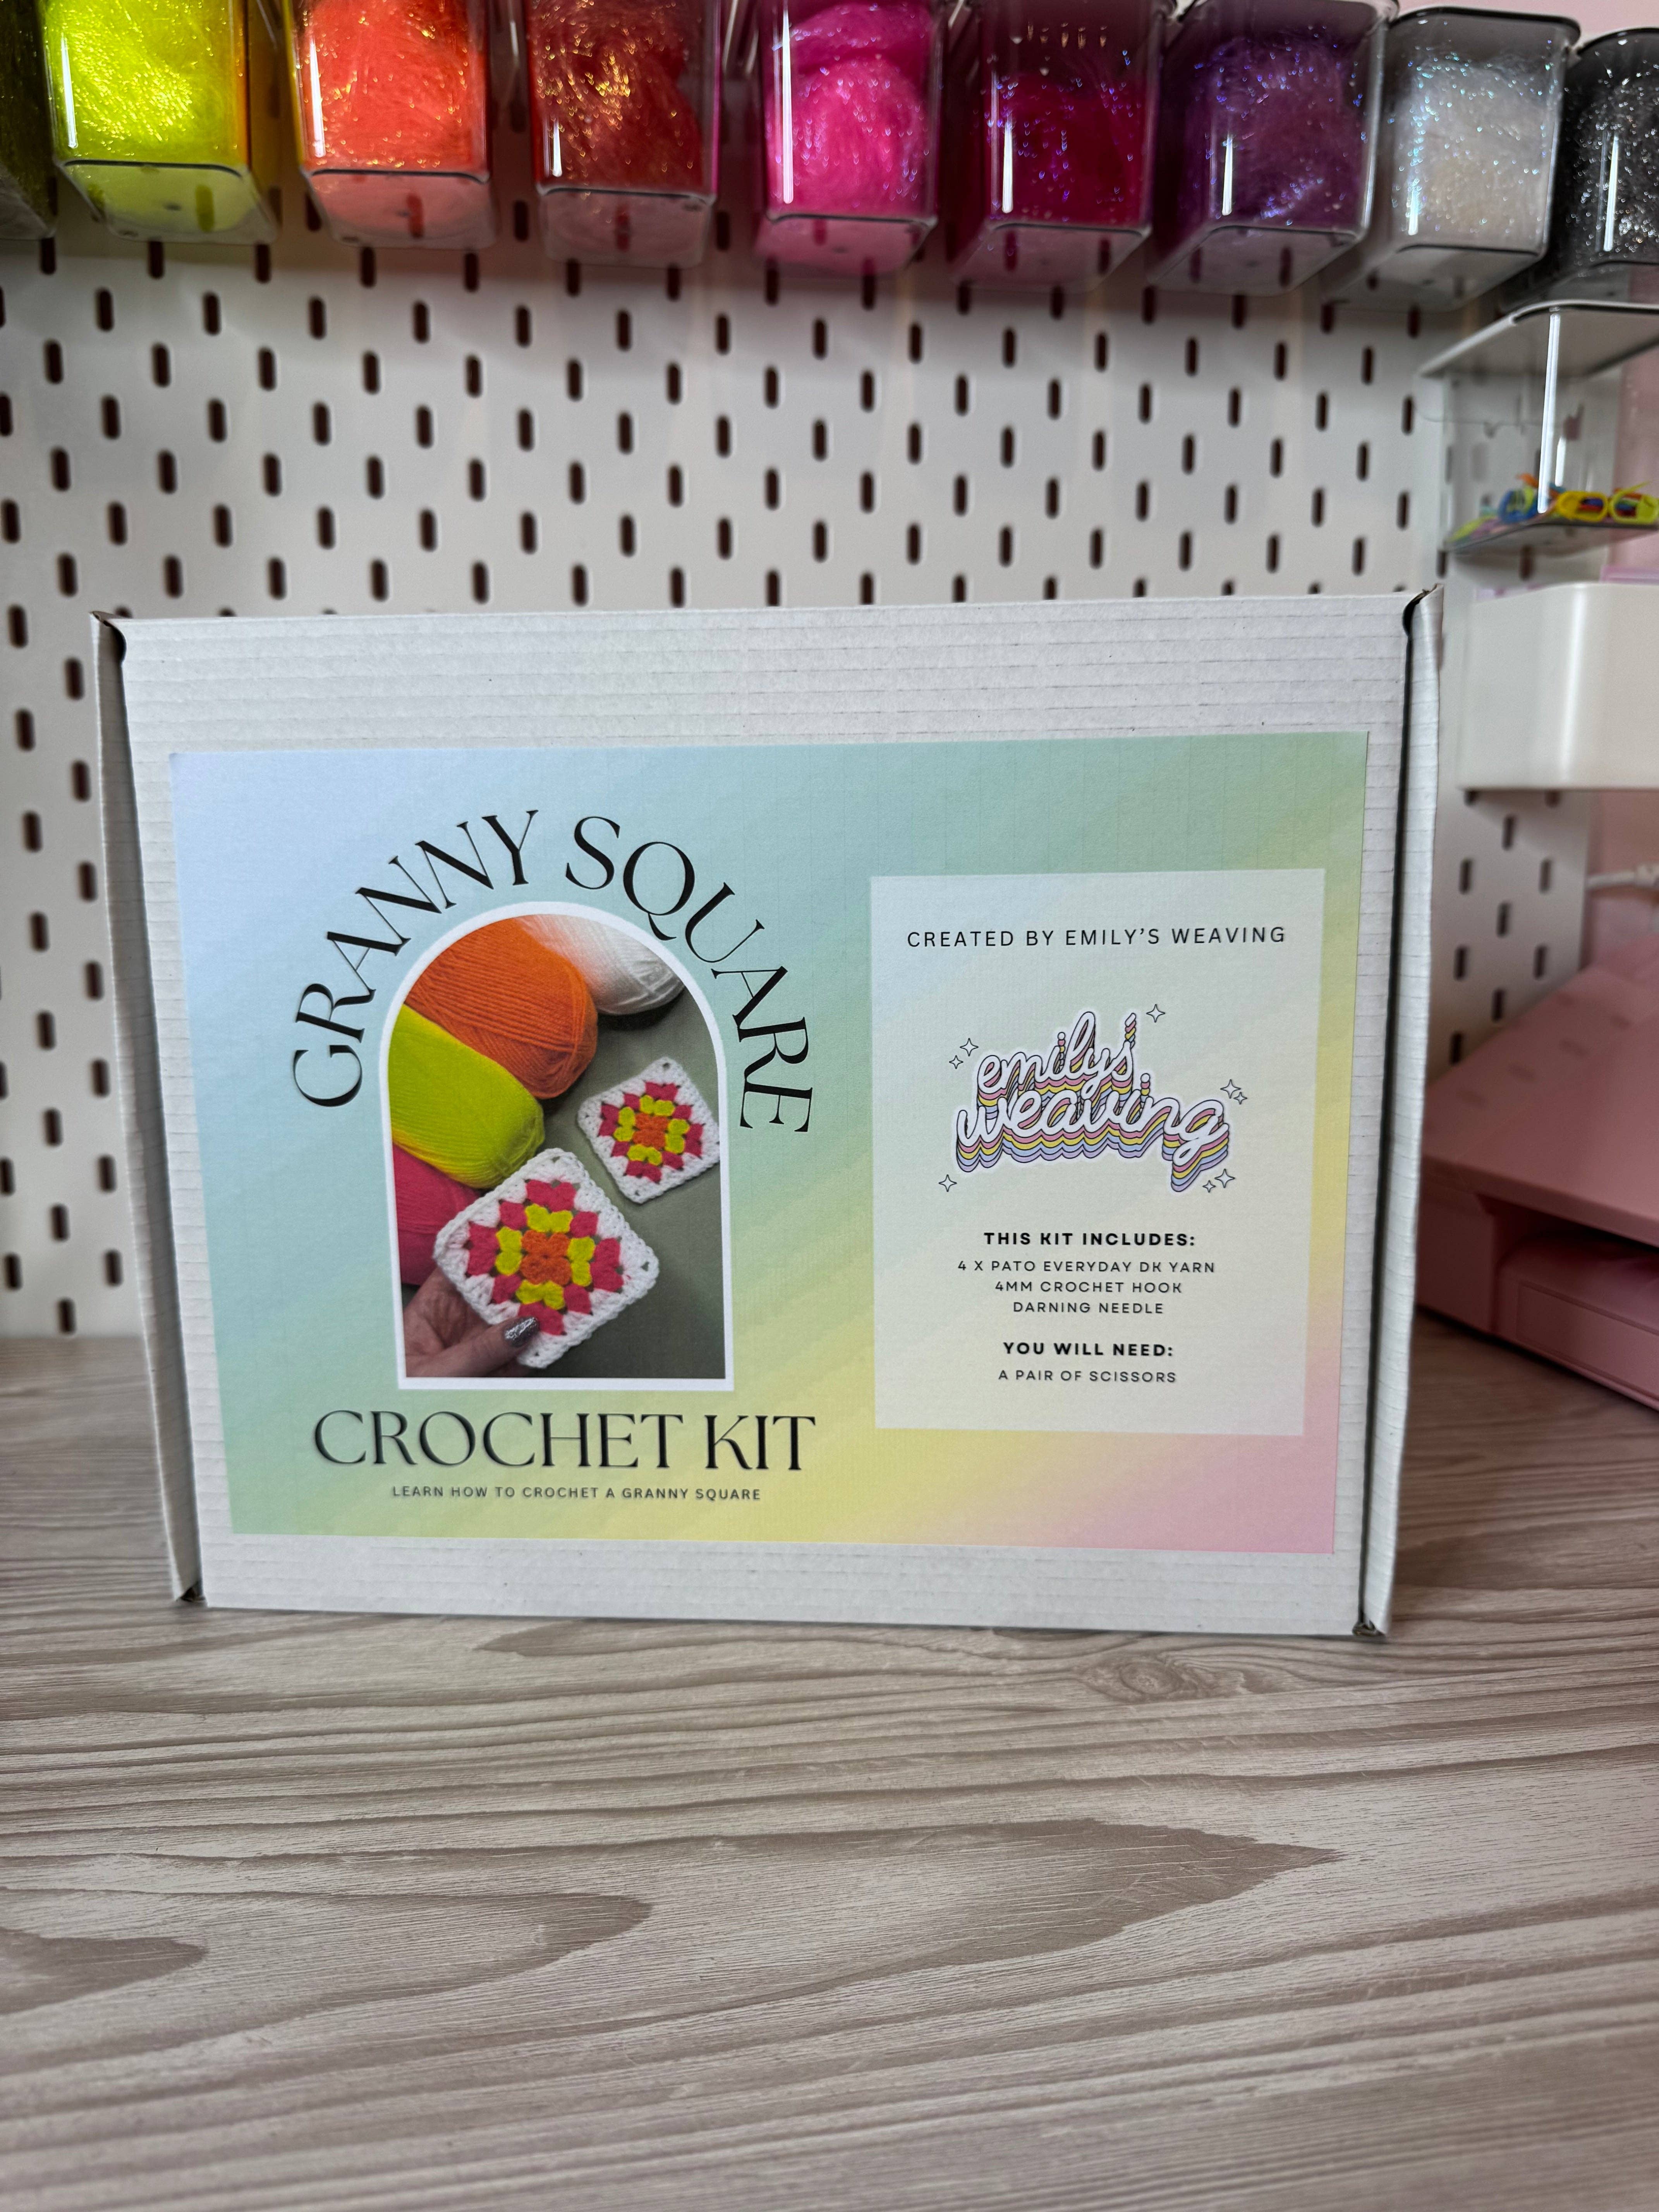 GRANNY SQUARE
CROCHET KIT
LEARN HOW TO CROCHET A GRANNY SQUARE
CREATED BY EMILY'S WEAVING
emily's
weaving
THIS KIT INCLUDES:
4 X PATO EVERYDAY DK YARN
4MM CROCHET HOOK
DARNING NEEDLE
YOU WILL NEED:
A PAIR OF SCISSORS